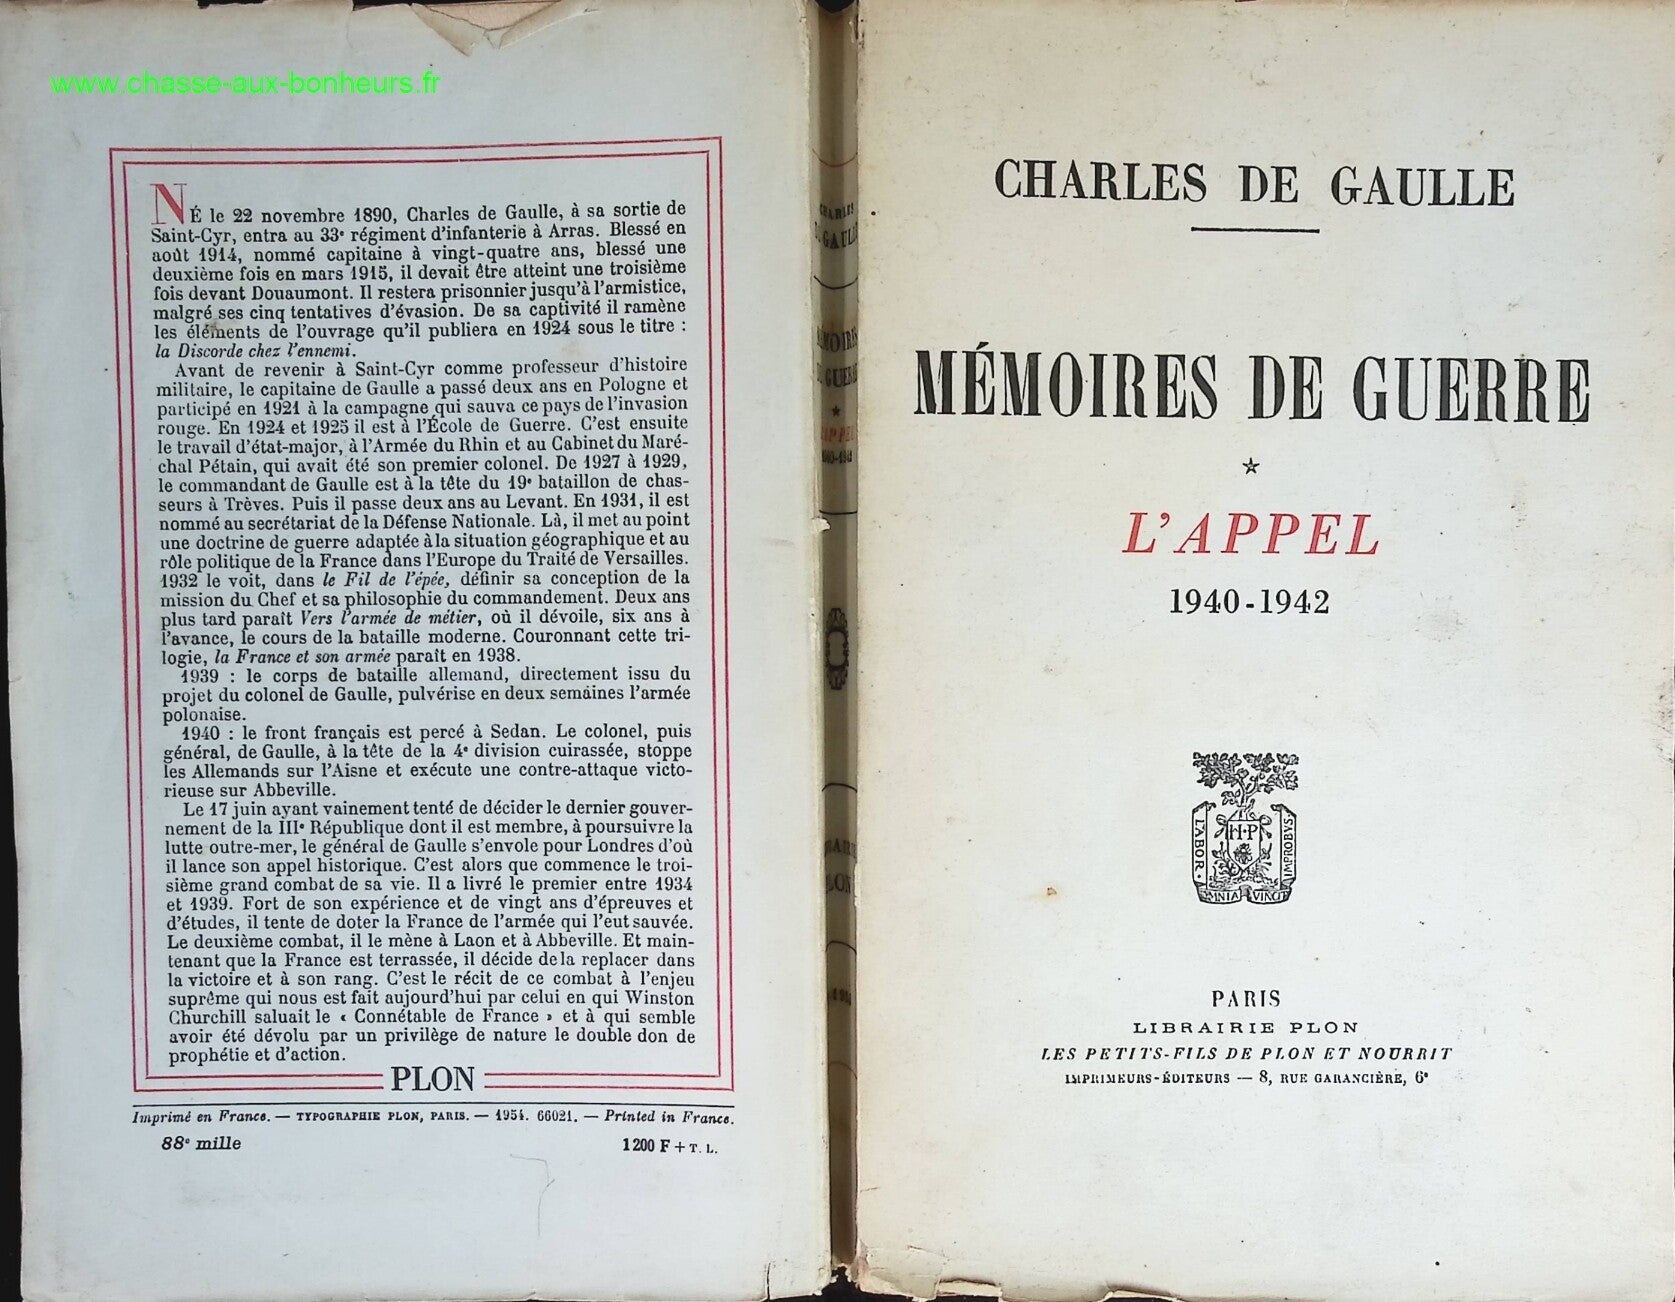 www.chasse-aux-bonheurs.fr
NÉ le 22 novembre 1890, Charles de Gaulle, à sa sortie de
Saint-Cyr, entra au 33e régiment d'infanterie à Arras. Blessé en
août 1914, nommé capitaine à vingt-quatre ans, blessé une
deuxième fois en mars 1915, il devait être atteint une troisième
fois devant Douaumont. Il restera prisonnier jusqu'à l'armistice,
malgré ses cinq tentatives d'évasion. De sa captivité il ramène
les éléments de l'ouvrage qu'il publiera en 1924 sous le titre :
la Discorde chez l'ennemi.
Avant de revenir à Saint-Cyr comme professeur d'histoire
militaire, le capitaine de Gaulle a passé deux ans en Pologne et
participé en 1921 à la campagne qui sauva ce pays de l'invasion
rouge. En 1924 et 1925 il est à l'École de Guerre. C'est ensuite
le travail d'état-major, à l'Armée du Rhin et au Cabinet du Maré-
chal Pétain, qui avait été son premier colonel. De 1927 à 1929,
le commandant de Gaulle est à la tête du 19e bataillon de chas-
seurs à Trèves. Puis il passe deux ans au Levant. En 1931, il est
nommé au secrétariat de la Défense Nationale. Là, il met au point
une doctrine de guerre adaptée à la situation géographique et au
rôle politique de la France dans l'Europe du Traité de Versailles.
1932 le voit, dans le Fil de l'épée, définir sa conception de la
mission du Chef et sa philosophie du commandement. Deux ans
plus tard paraît Vers l'armée de métier, où il dévoile, six ans à
l'avance, le cours de la bataille moderne. Couronnant cette tri-
logie, la France et son armée paraît en 1938.
1939 : le corps de bataille allemand, directement issu du
projet du colonel de Gaulle, pulvérise en deux semaines l'armée
polonaise.
1940 : le front français est percé à Sedan. Le colonel, puis
général, de Gaulle, à la tête de la 4e division cuirassée, stoppe
les Allemands sur l'Aisne et exécute une contre-attaque victo-
rieuse sur Abbeville.
Le 17 juin ayant vainement tenté de décider le dernier gouver-
nement de la IIIe République dont il est membre, à poursuivre la
lutte outre-mer, le général de Gaulle s'envole pour Londres d'où
il lance son appel historique. C'est alors que commence le troi-
sième grand combat de sa vie. Il a livré le premier entre 1934
et 1939. Fort de son expérience et de vingt ans d'épreuves et
d'études, il tente de doter la France de l'armée qui l'eut sauvée.
Le deuxième combat, il le mène à Laon et à Abbeville. Et main-
tenant que la France est terrassée, il décide de la replacer dans
la victoire et à son rang. C'est le récit de ce combat à l'enjeu
suprême qui nous est fait aujourd'hui par celui en qui Winston
Churchill saluait le « Connétable de France » et à qui semble
avoir été dévolu par un privilège de nature le double don de
prophétie et d'action.
PLON
Imprimé en France. — TYPOGRAPHIE PLON, PARIS. — 1954. 66021. — Printed in France.
88e mille 1200 F + T. L.
CHARLES
GAULLE
PLON
CHARLES DE GAULLE
MÉMOIRES DE GUERRE
L'APPEL
1940-1942
H·P
LABOR IMPROBVS
OMNIA VINCIT
PARIS
LIBRAIRIE PLON
LES PETITS-FILS DE PLON ET NOURRIT
IMPRIMEURS-ÉDITEURS — 8, RUE GARANCIÈRE, 6e